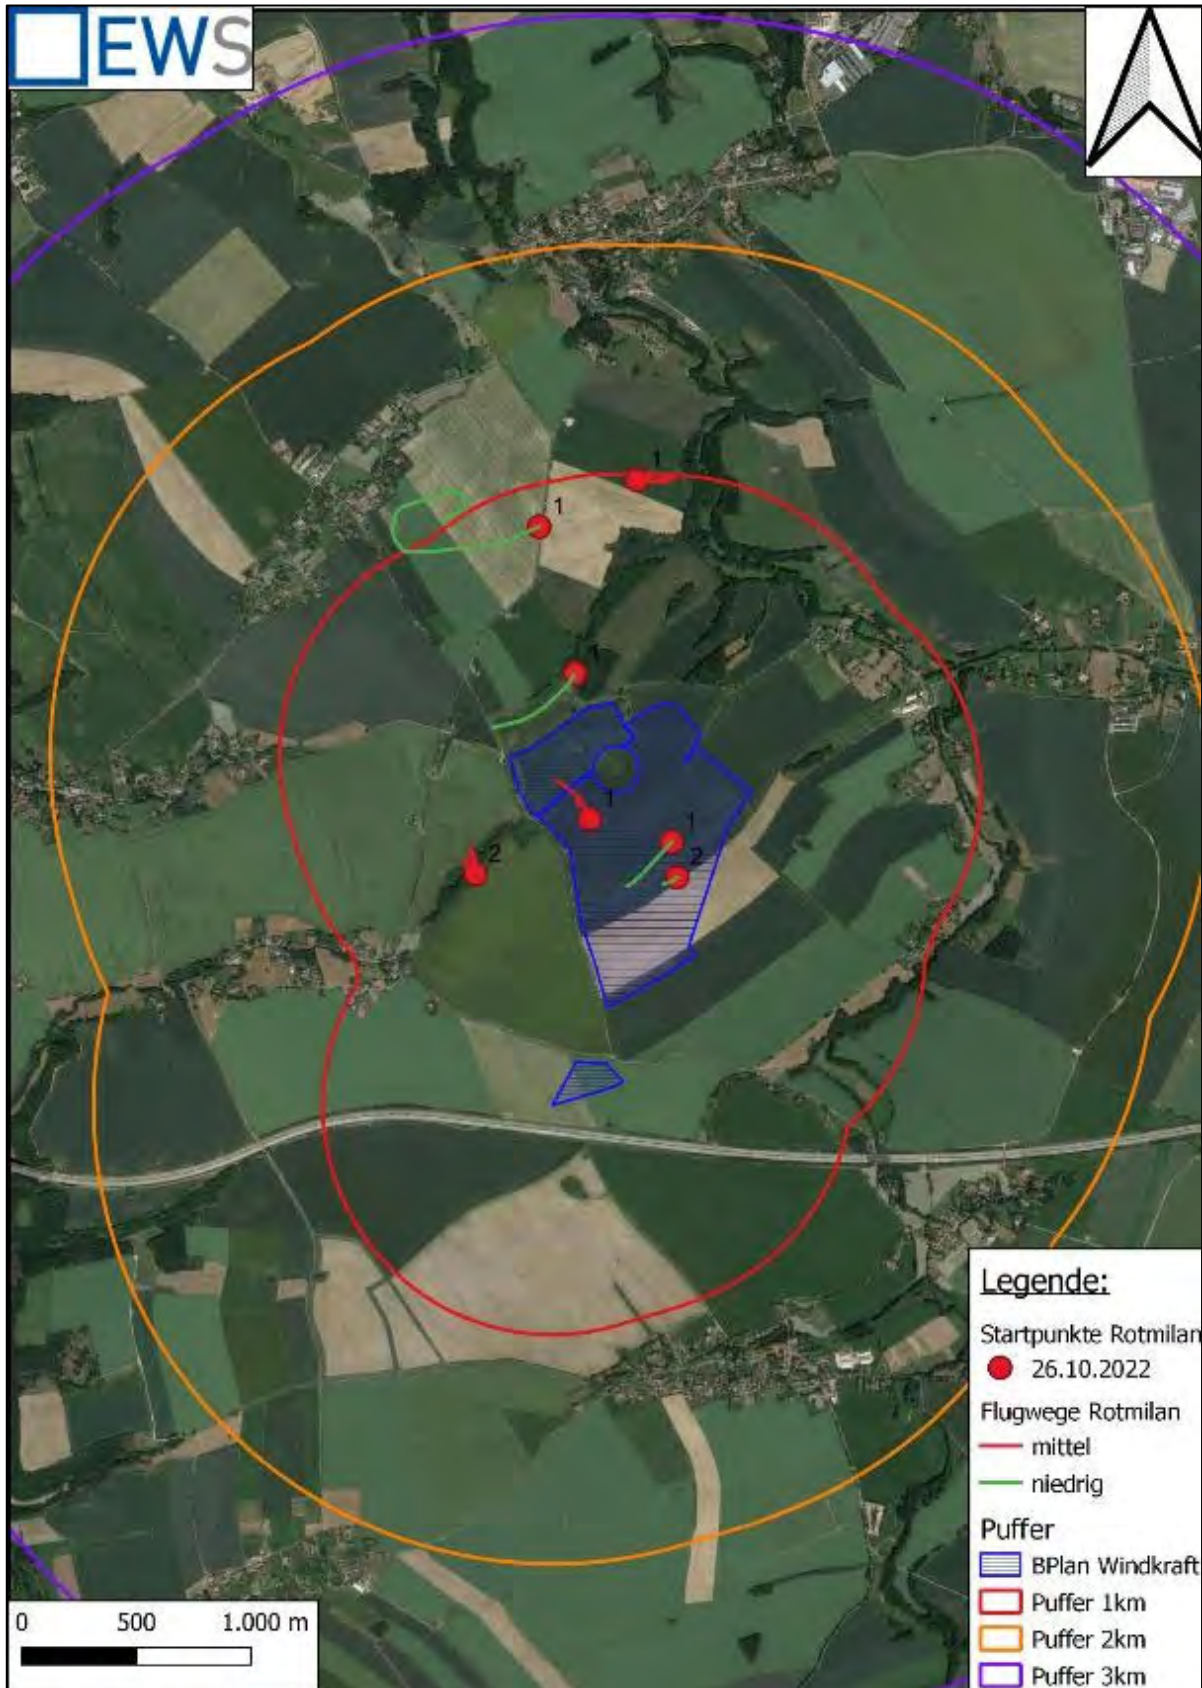 EWS
1
1
1
1
1
2
2
Legende:
Startpunkte Rotmilan
26.10.2022
Flugwege Rotmilan
mittel
niedrig
Puffer
BPlan Windkraft
Puffer 1km
Puffer 2km
Puffer 3km
0 500 1.000 m